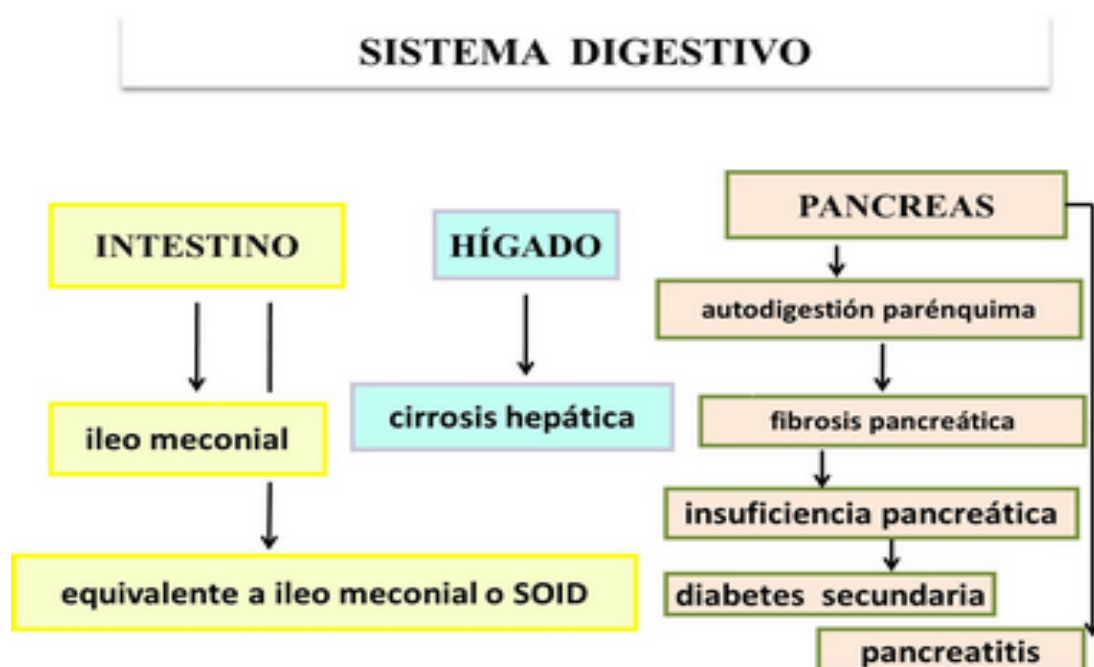 SISTEMA DIGESTIVO
INTESTINO
ileo meconial
equivalente a ileo meconial o SOID
HÍGADO
cirrosis hepática
PANCREAS
autodigestión parénquima
fibrosis pancreática
insuficiencia pancreática
diabetes secundaria
pancreatitis